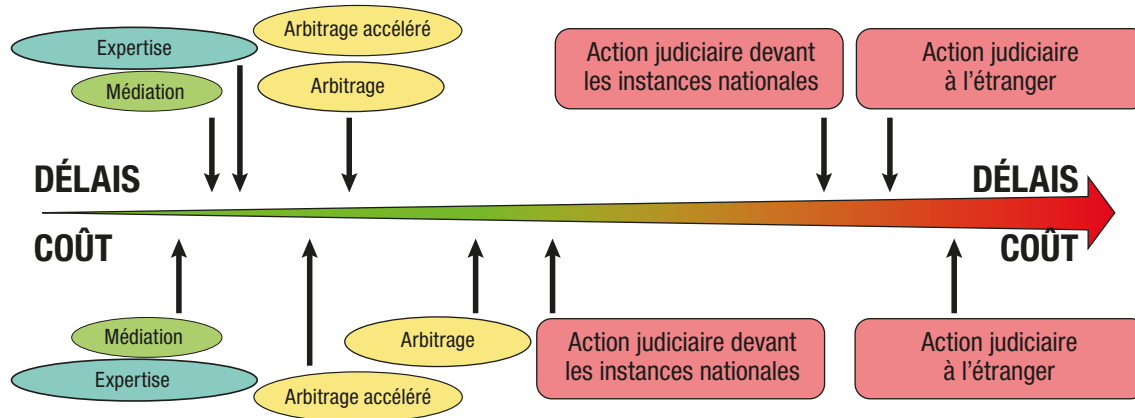 Arbitrage accéléré
Expertise
Médiation
Arbitrage
Action judiciaire devant
les instances nationales
Action judiciaire
à l’étranger
DÉLAIS
DÉLAIS
COÛT
COÛT
Médiation
Expertise
Arbitrage
Arbitrage accéléré
Action judiciaire devant
les instances nationales
Action judiciaire
à l’étranger